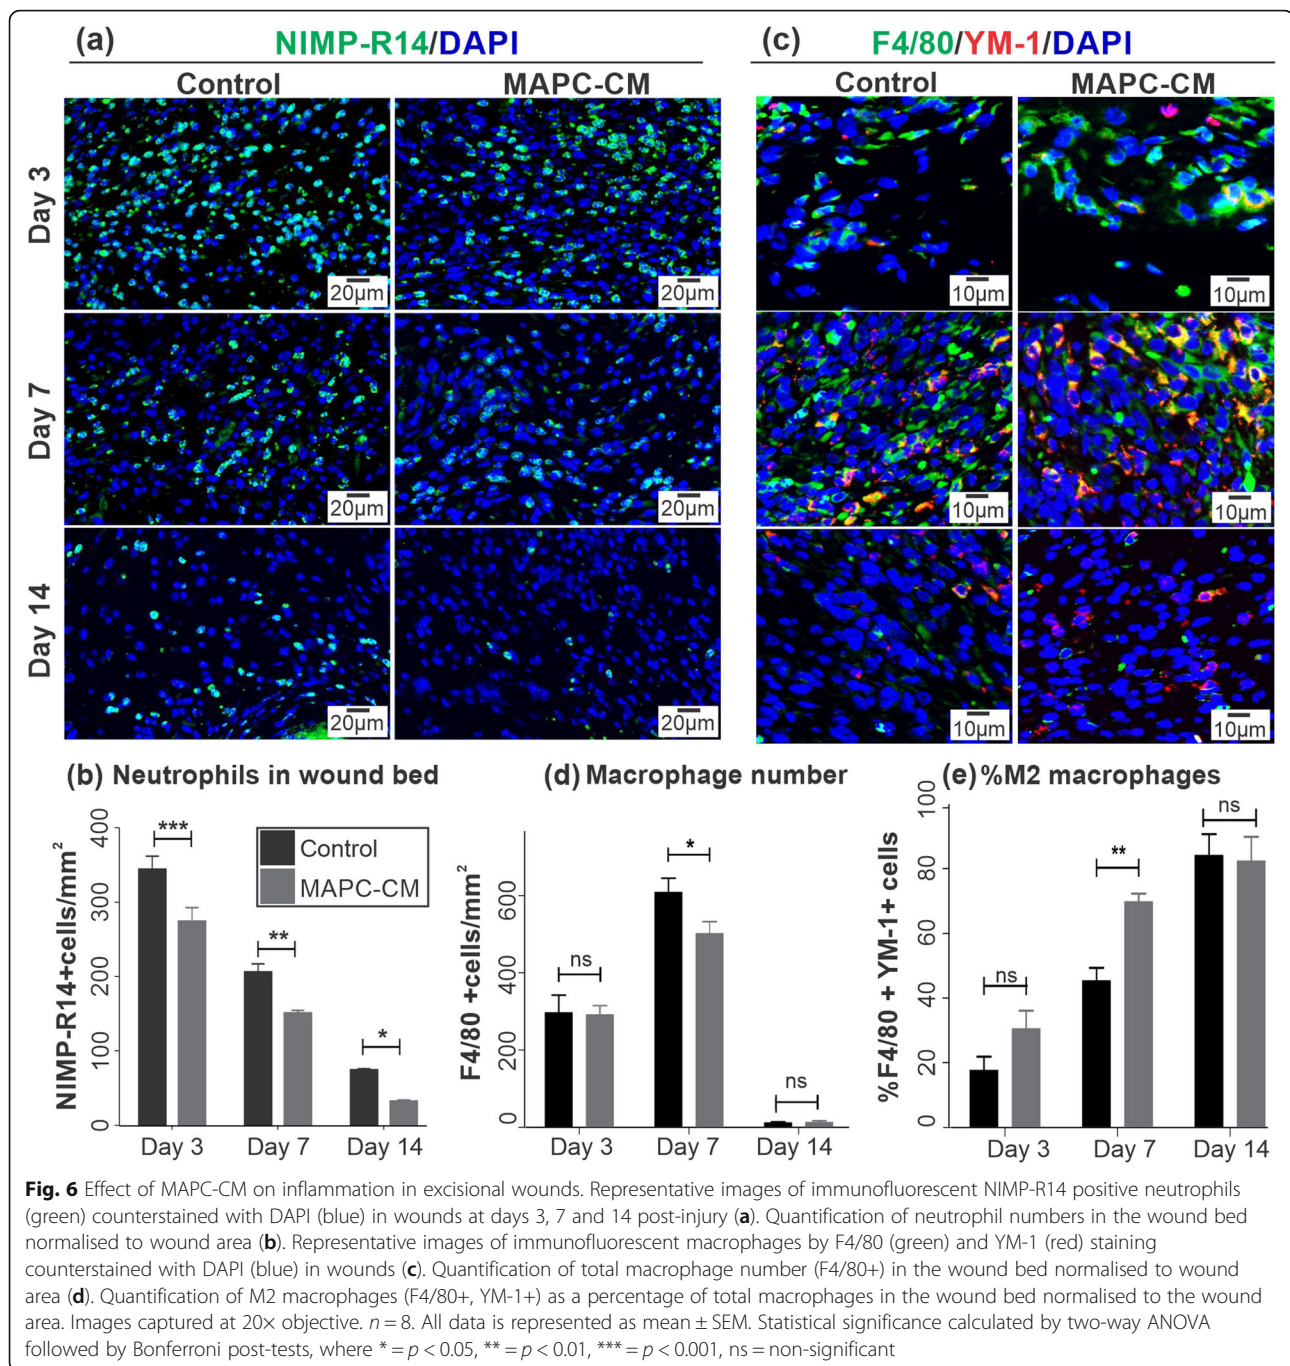 (a) NIMP-R14/DAPI
Control MAPC-CM
Day 3
20µm 20µm
Day 7
20µm 20µm
Day 14
20µm 20µm
(c) F4/80/YM-1/DAPI
Control MAPC-CM
10µm 10µm
10µm 10µm
10µm 10µm
(b) Neutrophils in wound bed
NIMP-R14+cells/mm²
400
300
200
100
0
*** ** *
Control
MAPC-CM
Day 3 Day 7 Day 14
(d) Macrophage number
F4/80 +cells/mm²
600
400
200
0
ns * ns
Day 3 Day 7 Day 14
(e) %M2 macrophages
%F4/80 + YM-1+ cells
100
80
60
40
20
0
ns ** ns
Day 3 Day 7 Day 14
Fig. 6 Effect of MAPC-CM on inflammation in excisional wounds. Representative images of immunofluorescent NIMP-R14 positive neutrophils
(green) counterstained with DAPI (blue) in wounds at days 3, 7 and 14 post-injury (a). Quantification of neutrophil numbers in the wound bed
normalised to wound area (b). Representative images of immunofluorescent macrophages by F4/80 (green) and YM-1 (red) staining
counterstained with DAPI (blue) in wounds (c). Quantification of total macrophage number (F4/80+) in the wound bed normalised to wound
area (d). Quantification of M2 macrophages (F4/80+, YM-1+) as a percentage of total macrophages in the wound bed normalised to the wound
area. Images captured at 20× objective. n = 8. All data is represented as mean ± SEM. Statistical significance calculated by two-way ANOVA
followed by Bonferroni post-tests, where * = p < 0.05, ** = p < 0.01, *** = p < 0.001, ns = non-significant